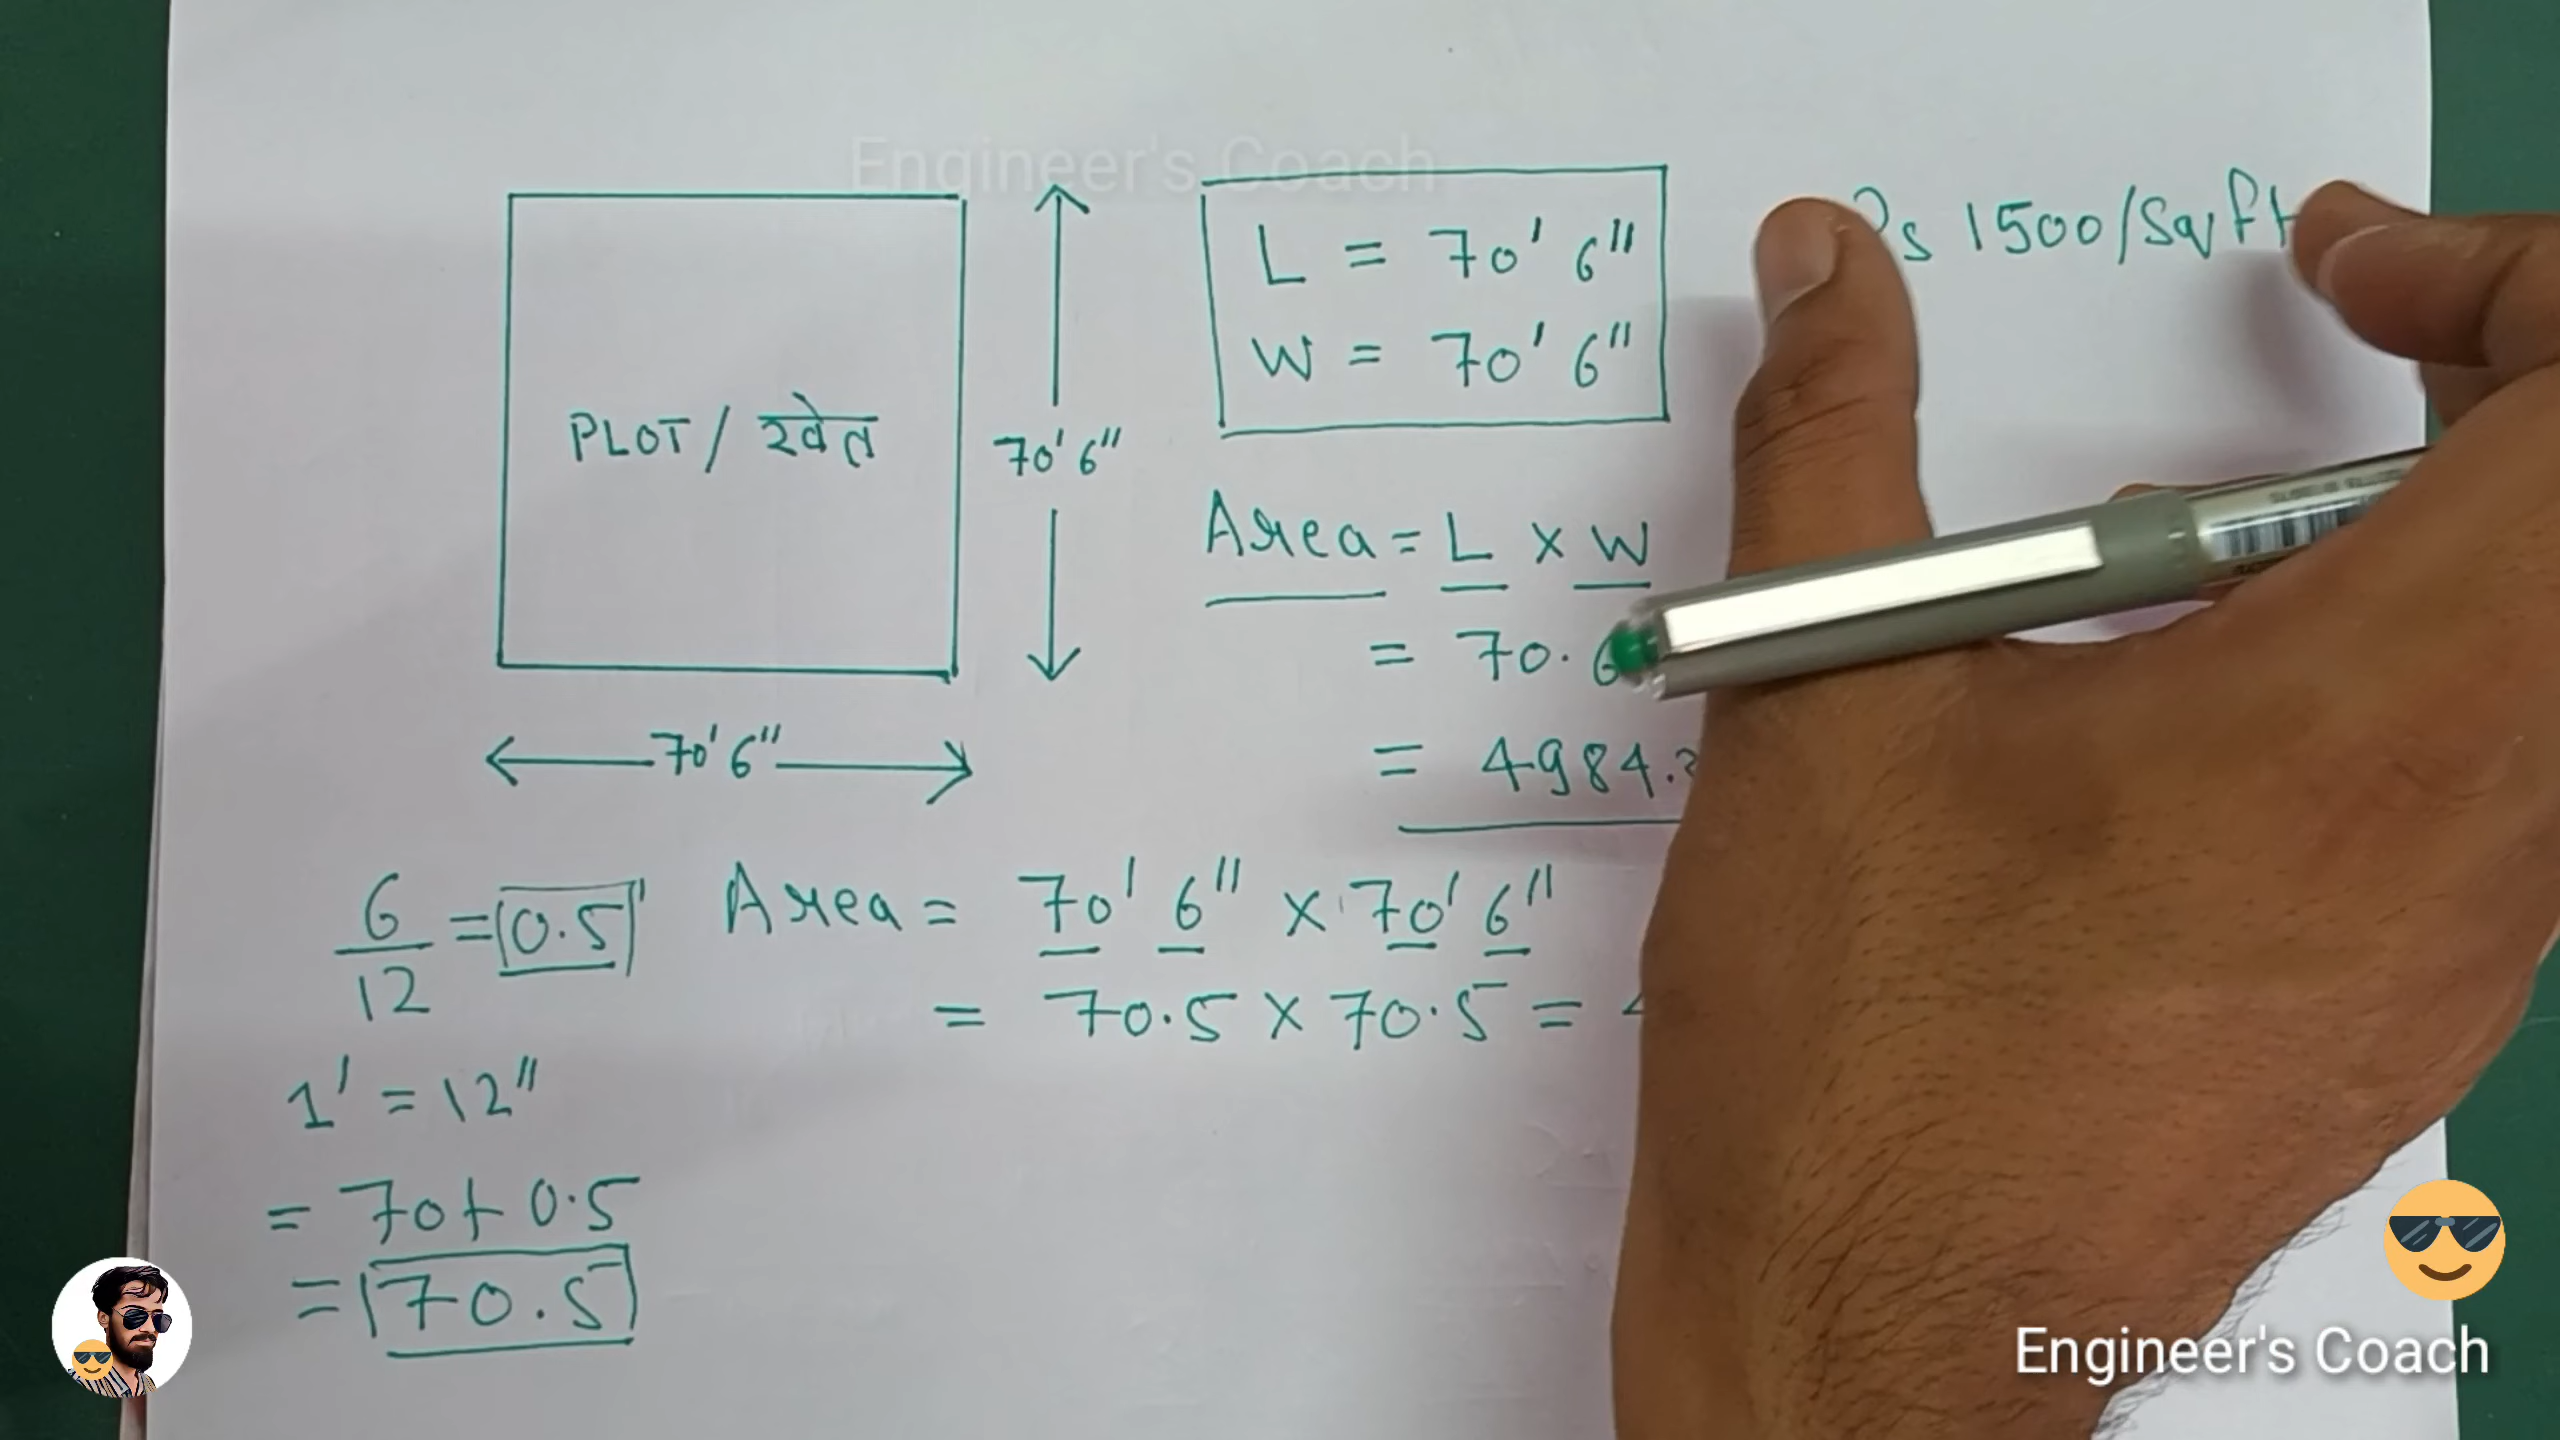 Engineer's Coach
PLOT / खेत
70' 6"
70' 6"
L = 70' 6"
W = 70' 6"
1500/Sqft
Area = L x W
= 70.6
= 4984.
6/12 = 0.5'
1' = 12"
= 70 + 0.5
= 70.5
Area = 70' 6" x 70' 6"
= 70.5 x 70.5 =
Engineer's Coach